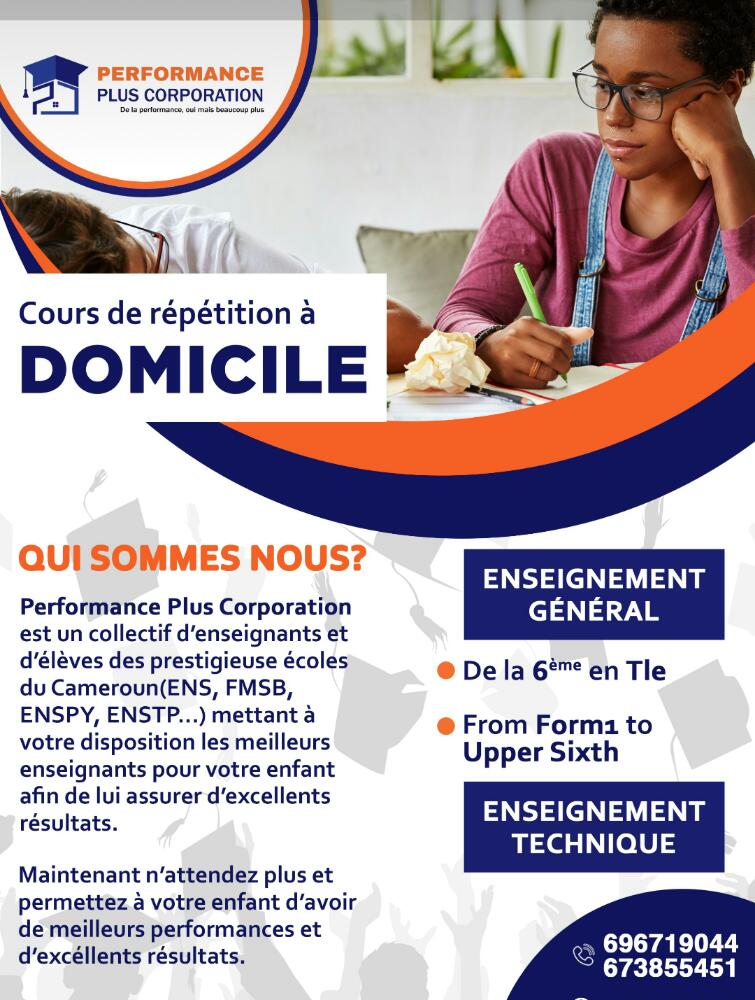 PERFORMANCE
PLUS CORPORATION
De la performance, oui mais beaucoup plus
Cours de répétition à
DOMICILE
QUI SOMMES NOUS?
Performance Plus Corporation
est un collectif d'enseignants et
d'élèves des prestigieuse écoles
du Cameroun(ENS, FMSB,
ENSPY, ENSTP...) mettant à
votre disposition les meilleurs
enseignants pour votre enfant
afin de lui assurer d'excellents
résultats.
Maintenant n'attendez plus et
permettez à votre enfant d'avoir
de meilleurs performances et
d'excéllents résultats.
ENSEIGNEMENT
GÉNÉRAL
De la 6ème en Tle
From Form1 to
Upper Sixth
ENSEIGNEMENT
TECHNIQUE
696719044
673855451